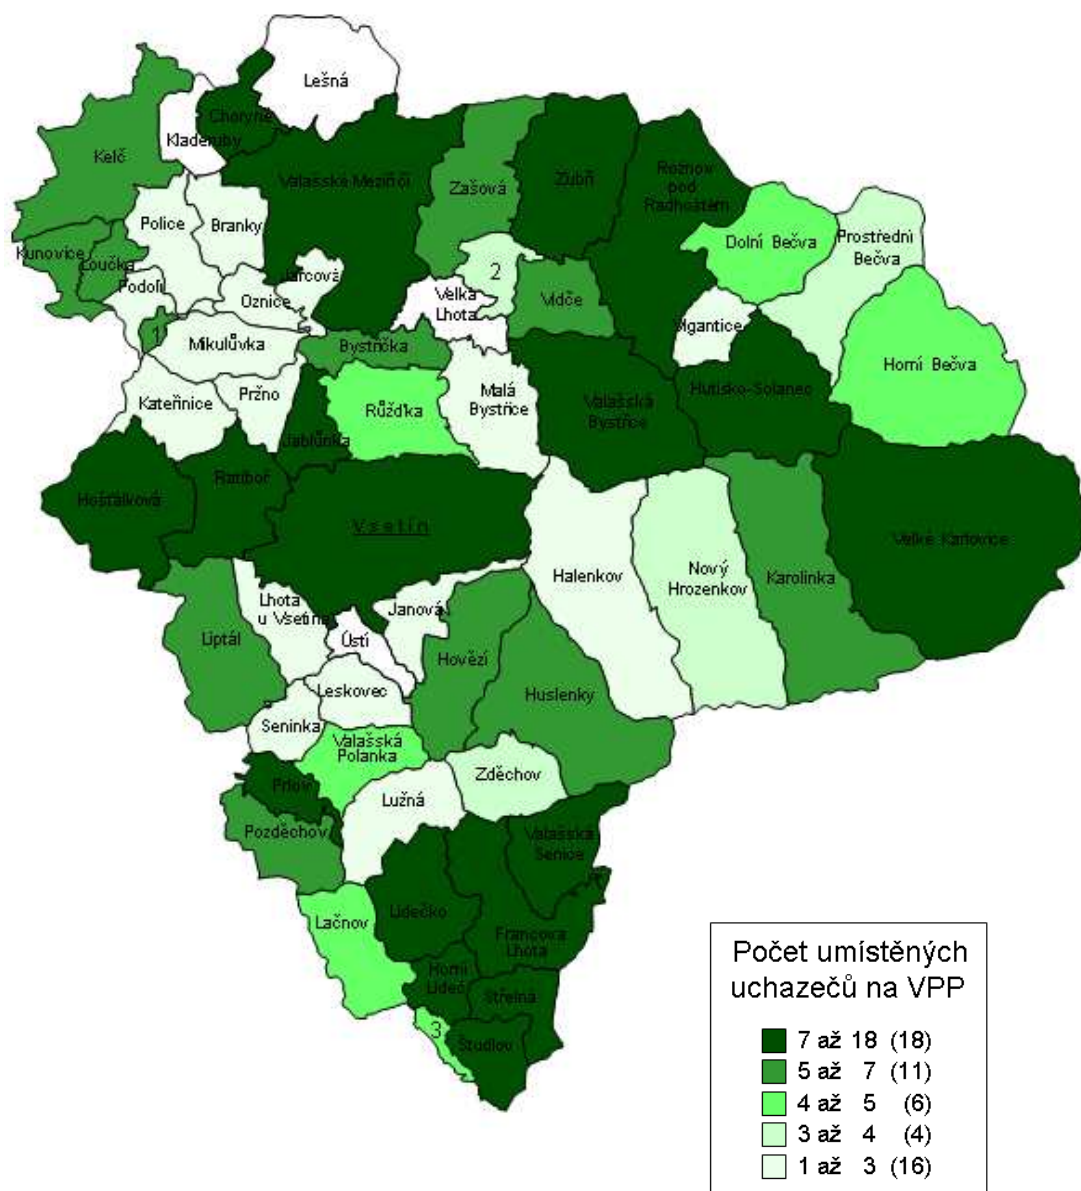 Lešná
Choryně
Kladeruby
Kelč
Valašské Meziříčí
Zašová
Zubří
Rožnov
pod
Radhoštěm
Police
Branky
Kunovice
Loučka
Dolní Bečva
Prostřední
Bečva
Jarcová
2
Podolí
Oznice
Velká
Lhota
Vidče
Vigantice
1
Mikulůvka
Bystřička
Horní Bečva
Kateřnice
Pržno
Růžďka
Malá
Bystřice
Valašská
Bystřice
Hutisko-Solanec
Jablůnka
Ratiboř
Hošťálková
Vsetín
Velké Karlovice
Halenkov
Nový
Hrozenkov
Karolinka
Lhota
u Vsetína
Janová
Ústí
Liptál
Hovězí
Leskovec
Huslenky
Seninka
Valašská
Polanka
Zděchov
Prlov
Lužná
Pozděchov
Valašská
Senice
Lidečko
Lačnov
Francova
Lhota
Horní
Lideč
Střelná
3
Študlov
Počet umístěných
uchazečů na VPP
7 až 18 (18)
5 až 7 (11)
4 až 5 (6)
3 až 4 (4)
1 až 3 (16)